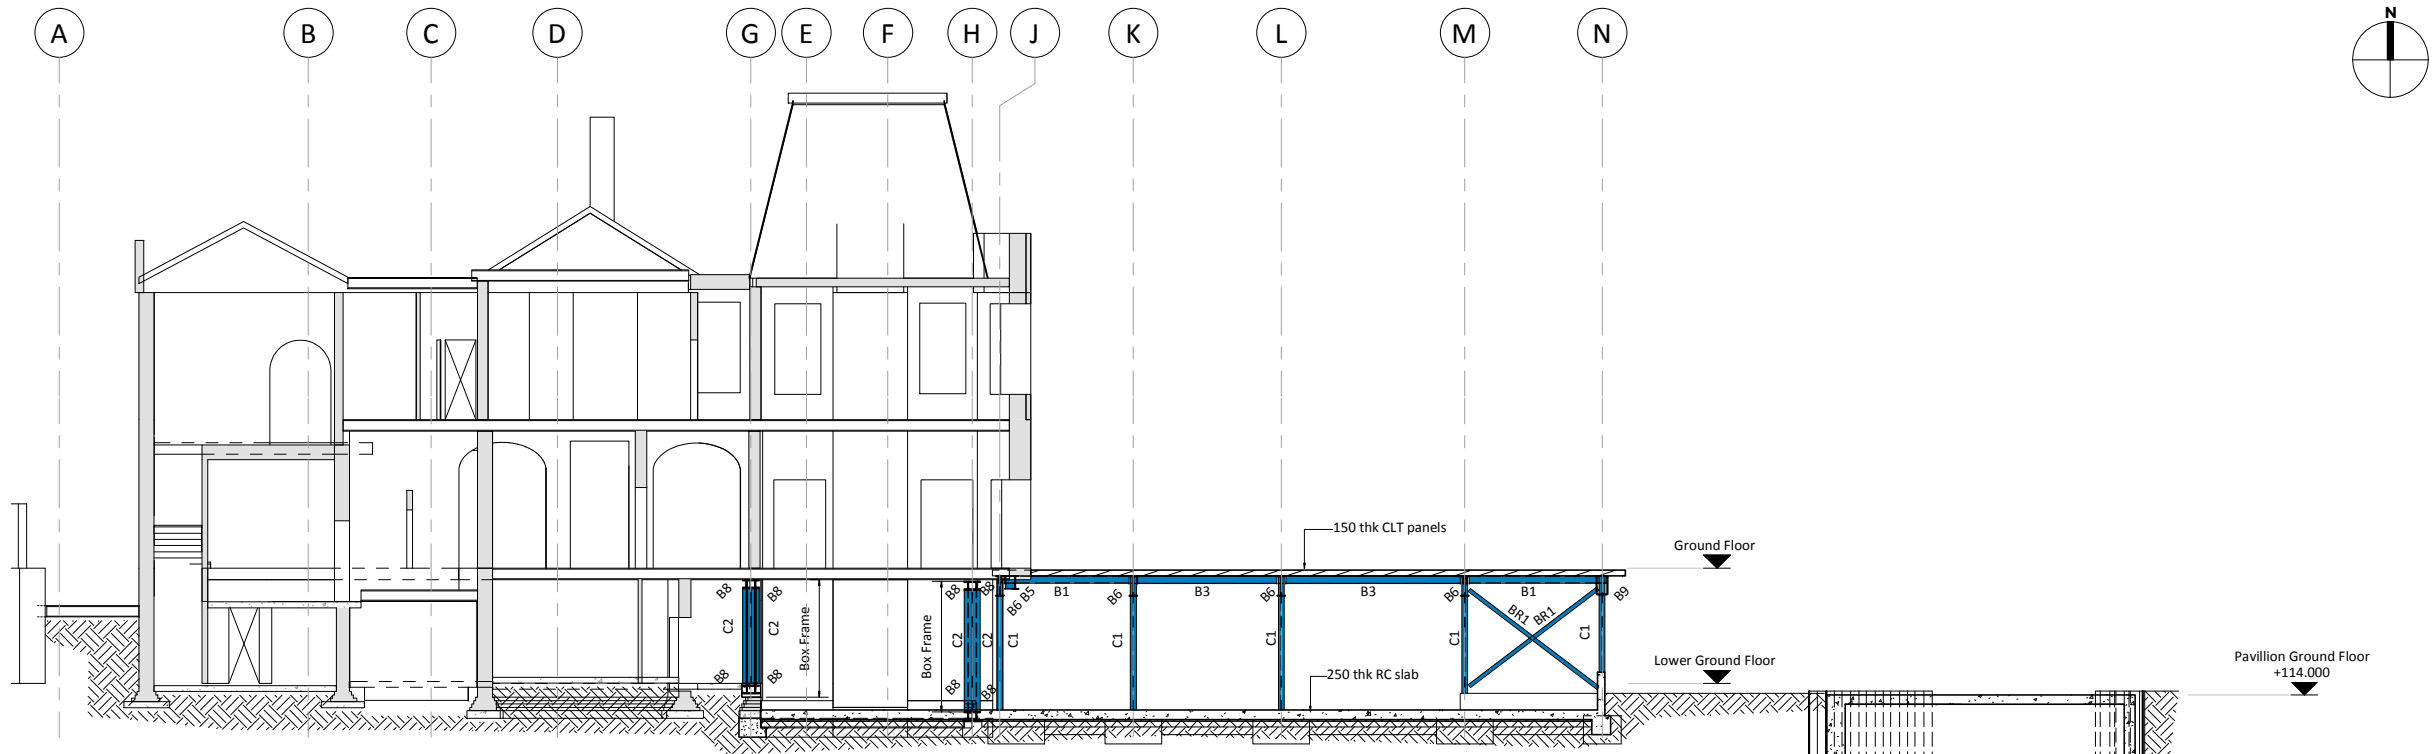 A B C D G E F H J K L M N
N
150 thk CLT panels
Ground Floor
B8 B8 B8 B8 B6 B5 B1 B6 B3 B6 B3 B6 B1 B9
C2 C2 Box Frame Box Frame C2 C2 C1 C1 C1 C1 BR1 BR1 C1
B8 B8 B8 B8
250 thk RC slab
Lower Ground Floor
Pavillion Ground Floor
+114.000